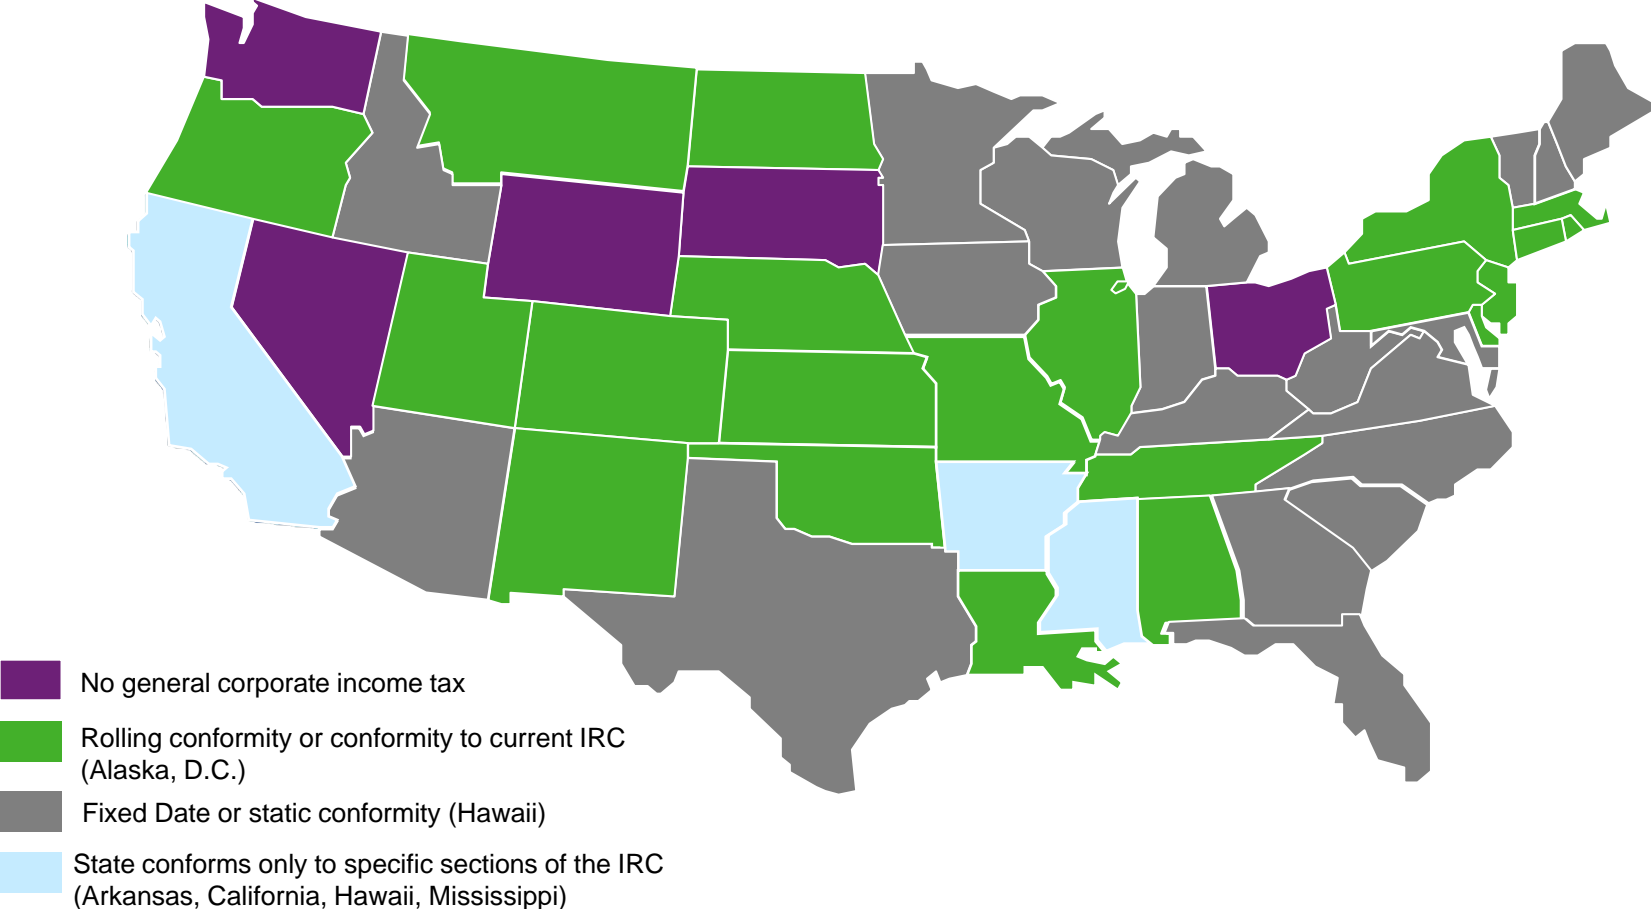 No general corporate income tax
Rolling conformity or conformity to current IRC
(Alaska, D.C.)
Fixed Date or static conformity (Hawaii)
State conforms only to specific sections of the IRC
(Arkansas, California, Hawaii, Mississippi)